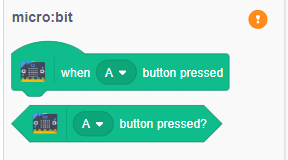 micro:bit
when A button pressed
A button pressed?